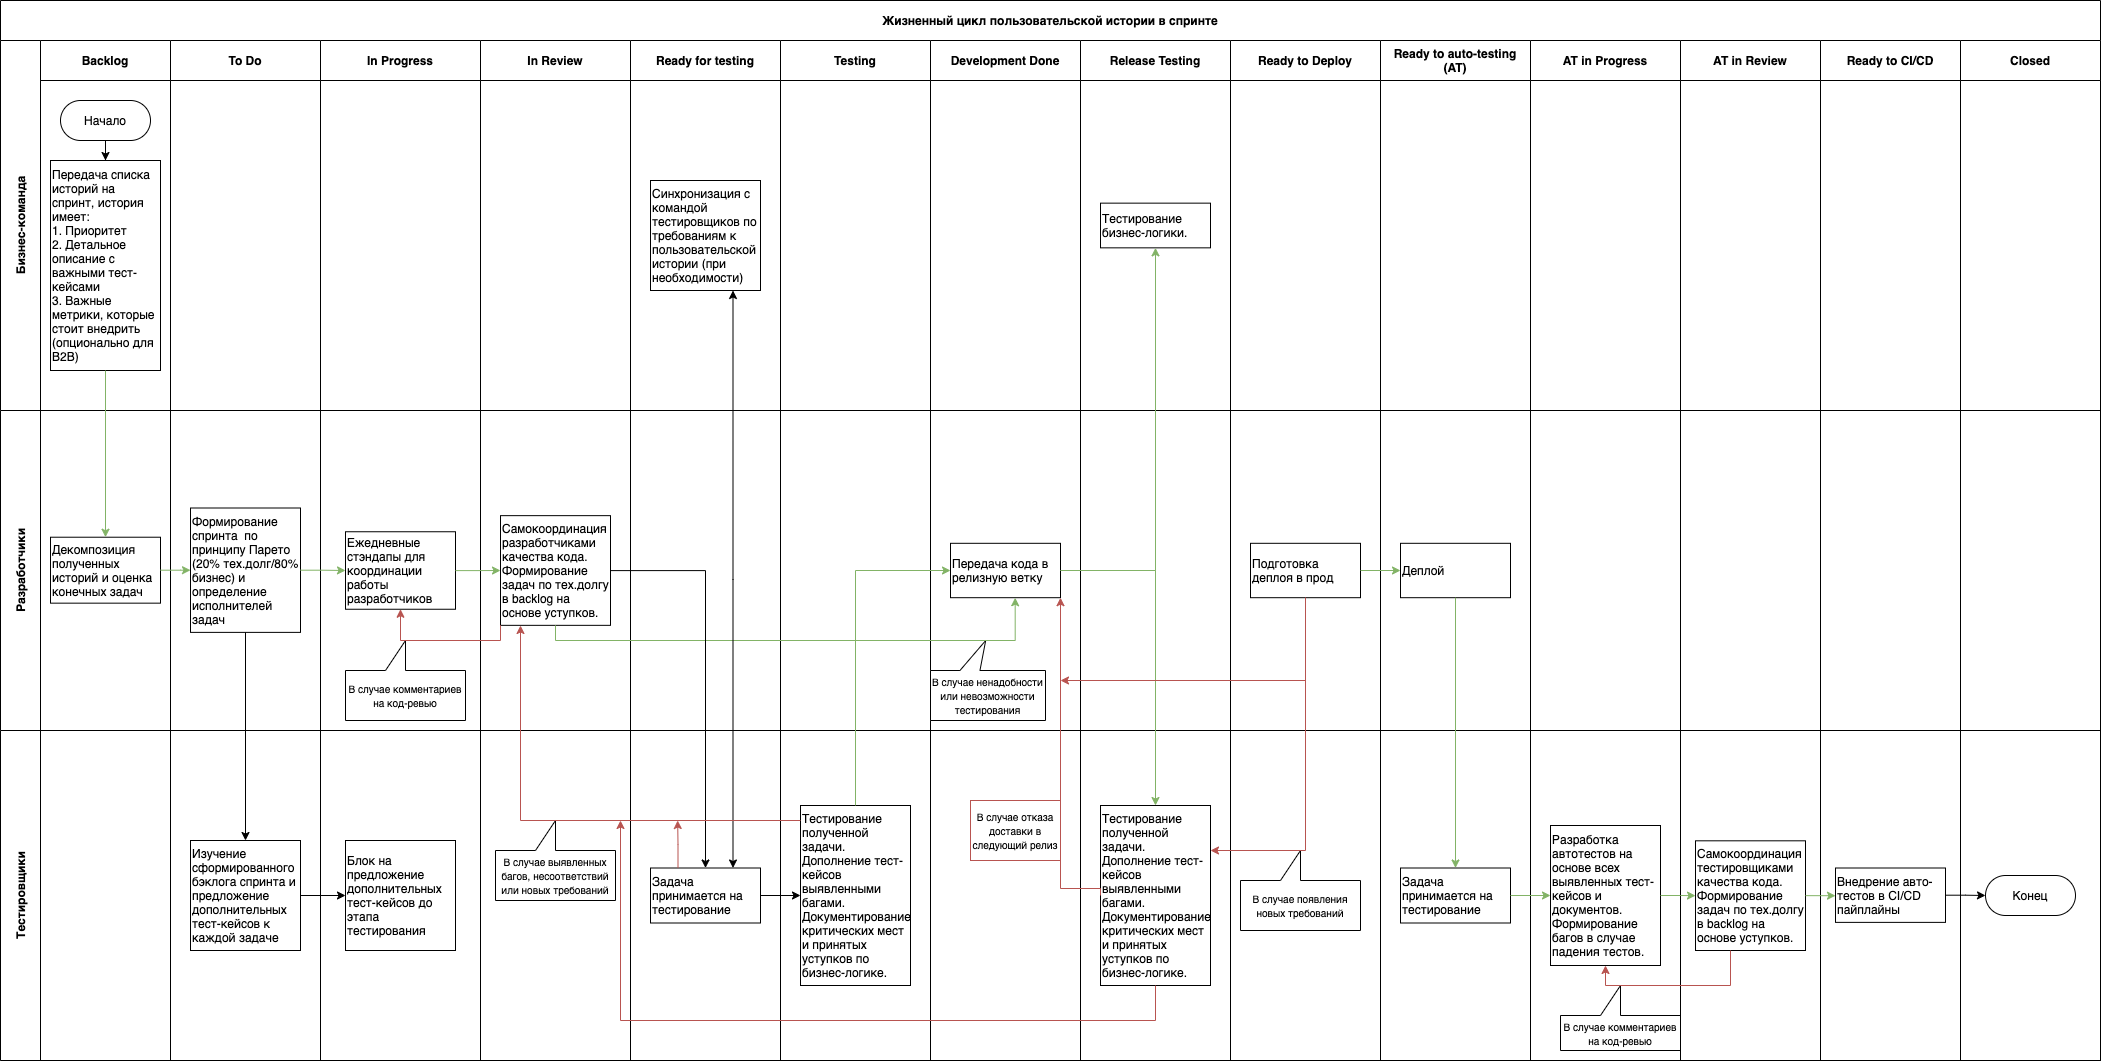 Жизненный цикл пользовательской истории в спринте
Backlog
To Do
In Progress
In Review
Ready for testing
Testing
Development Done
Release Testing
Ready to Deploy
Ready to auto-testing
(AT)
AT in Progress
AT in Review
Ready to CI/CD
Closed
Бизнес-команда
Начало
Передача списка
историй на
спринт, история
имеет:
1. Приоритет
2. Детальное
описание с
важными тест-
кейсами
3. Важные
метрики, которые
стоит внедрить
(опционально для
B2B)
Синхронизация с
командой
тестировщиков по
требованиям к
пользовательской
истории (при
необходимости)
Тестирование
бизнес-логики.
Разработчики
Декомпозиция
полученных
историй и оценка
конечных задач
Формирование
спринта по
принципу Парето
(20% тех.долг/80%
бизнес) и
определение
исполнителей
задач
Ежедневные
стэндапы для
координации
работы
разработчиков
Самокоординация
разработчиками
качества кода.
Формирование
задач по тех.долгу
в backlog на
основе уступков.
Передача кода в
релизную ветку
Подготовка
деплоя в прод
Деплой
В случае комментариев
на код-ревью
В случае ненадобности
или невозможности
тестирования
Тестировщики
Изучение
сформированного
бэклога спринта и
предложение
дополнительных
тест-кейсов к
каждой задаче
Блок на
предложение
дополнительных
тест-кейсов до
этапа
тестирования
В случае выявленных
багов, несоответствий
или новых требований
Задача
принимается на
тестирование
Тестирование
полученной
задачи.
Дополнение тест-
кейсов
выявленными
багами.
Документирование
критических мест
и принятых
уступков по
бизнес-логике.
В случае отказа
доставки в
следующий релиз
Тестирование
полученной
задачи.
Дополнение тест-
кейсов
выявленными
багами.
Документирование
критических мест
и принятых
уступков по
бизнес-логике.
В случае появления
новых требований
Задача
принимается на
тестирование
Разработка
автотестов на
основе всех
выявленных тест-
кейсов и
документов.
Формирование
багов в случае
падения тестов.
Самокоординация
тестировщиками
качества кода.
Формирование
задач по тех.долгу
в backlog на
основе уступков.
Внедрение авто-
тестов в CI/CD
пайплайны
Конец
В случае комментариев
на код-ревью